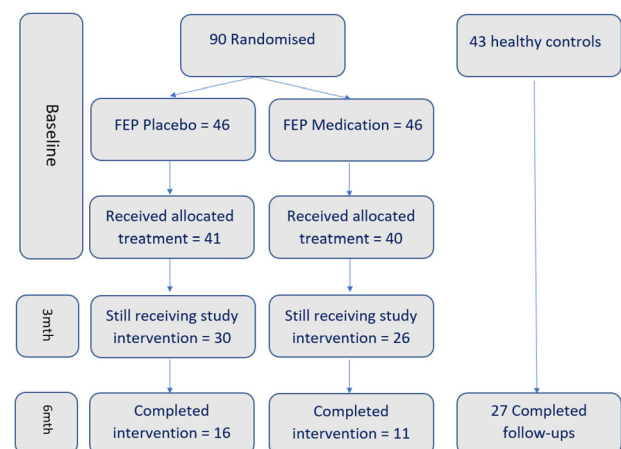 90 Randomised
43 healthy controls
Baseline
FEP Placebo = 46
FEP Medication = 46
Received allocated
treatment = 41
Received allocated
treatment = 40
3mth
Still receiving study
intervention = 30
Still receiving study
intervention = 26
6mth
Completed
intervention = 16
Completed
intervention = 11
27 Completed
follow-ups